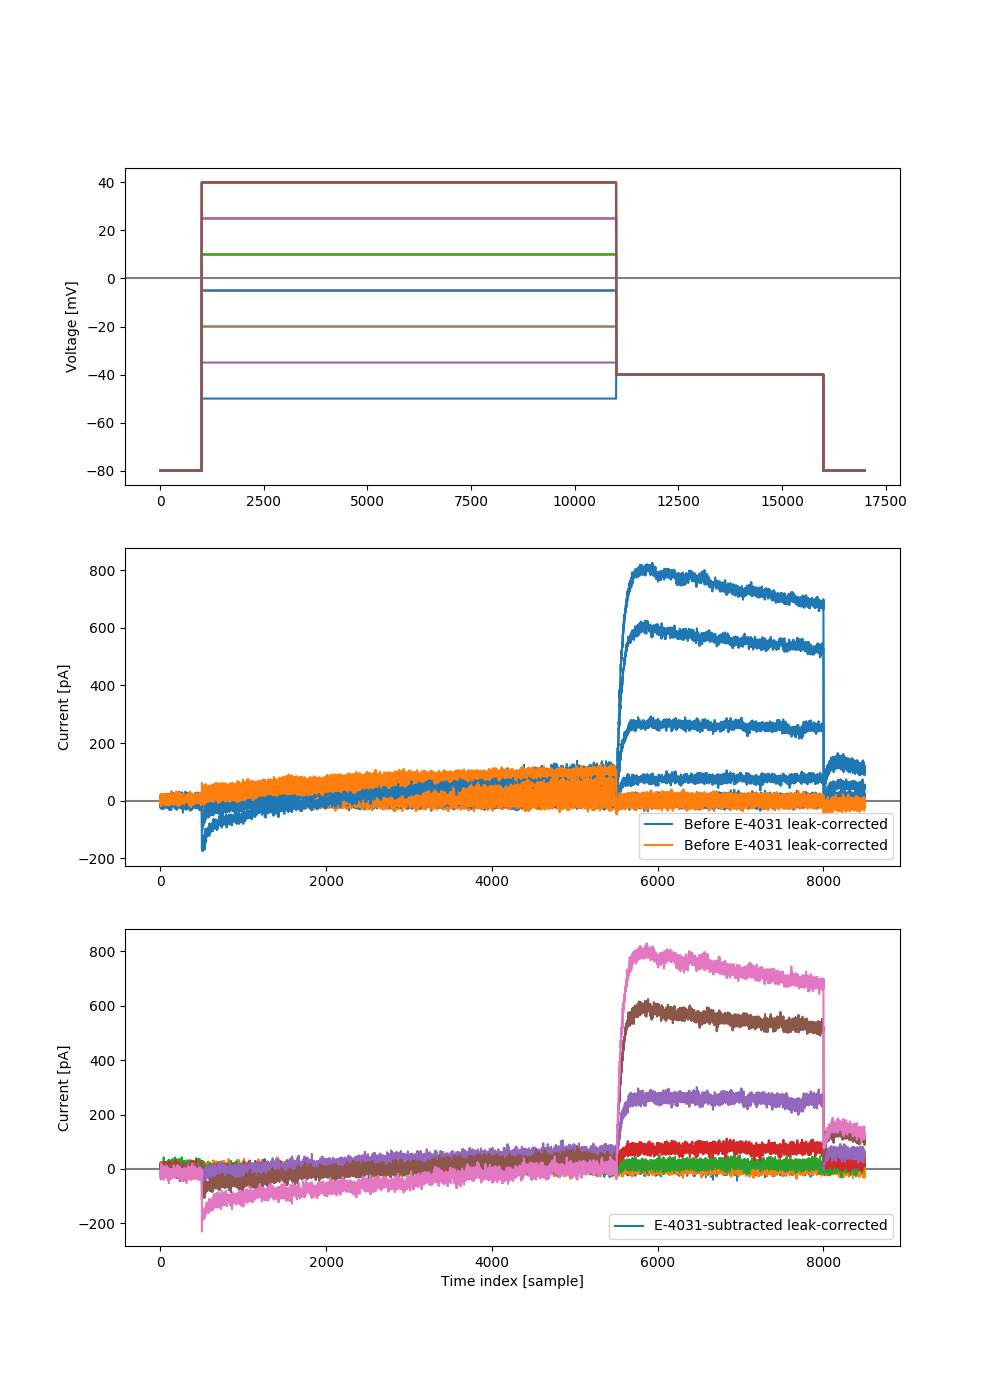 40
20
0
−20
−40
−60
−80
Voltage [mV]
0 2500 5000 7500 10000 12500 15000 17500
800
600
400
200
0
−200
Current [pA]
Before E-4031 leak-corrected
Before E-4031 leak-corrected
0 2000 4000 6000 8000
800
600
400
200
0
−200
Current [pA]
E-4031-subtracted leak-corrected
0 2000 4000 6000 8000
Time index [sample]